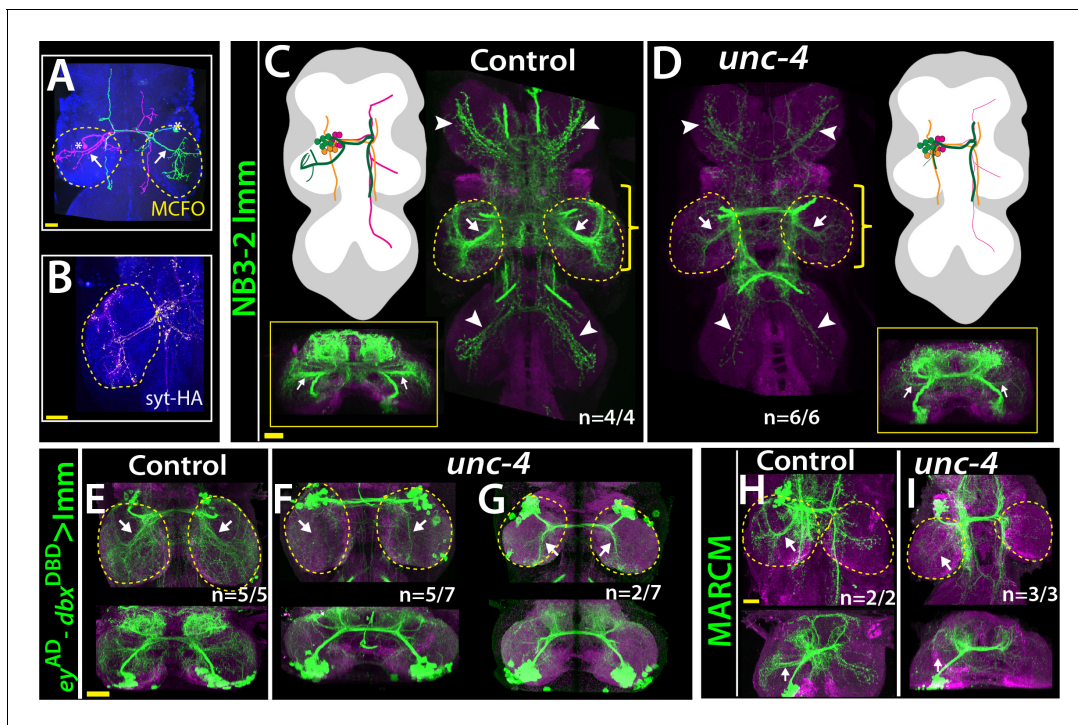 A
*
*
MCFO
B
syt-HA
NB3-2 Imm
C
Control
n=4/4
D
unc-4
n=6/6
ey^AD - dbx^DBD>Imm
Control
unc-4
E
n=5/5
F
n=5/7
G
n=2/7
MARCM
Control
unc-4
H
n=2/2
I
n=3/3